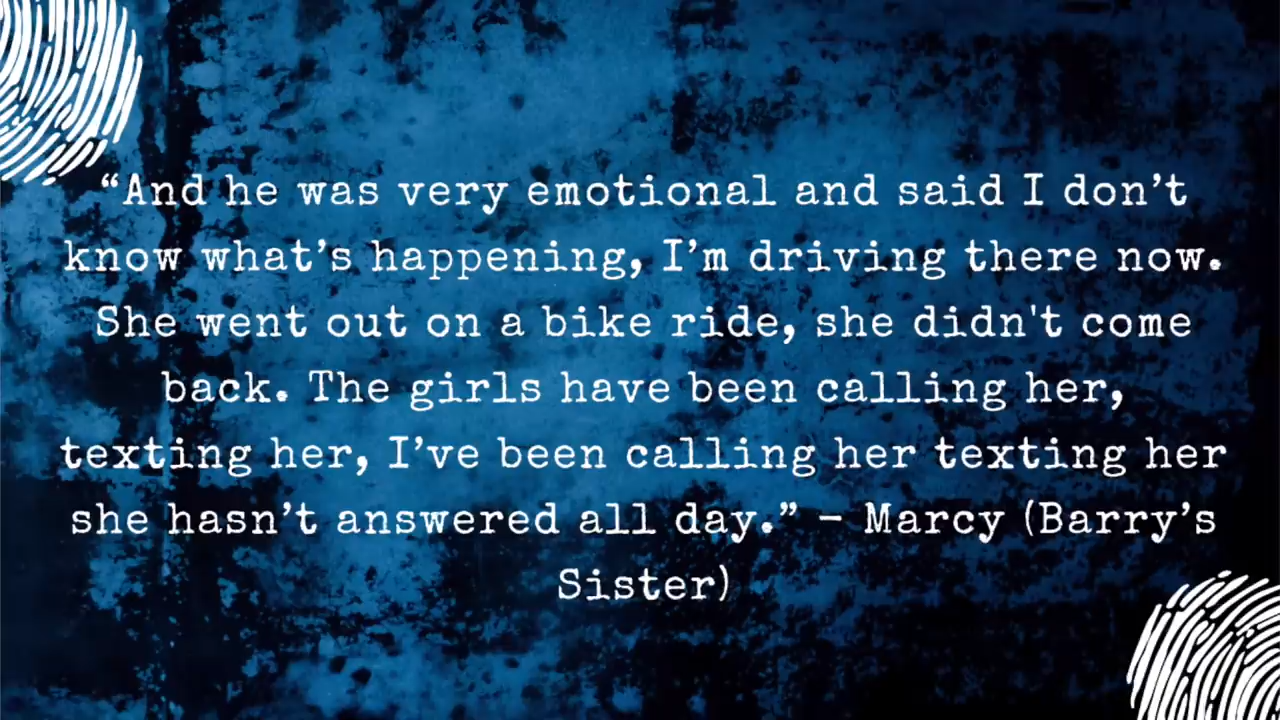 “And he was very emotional and said I don’t
know what’s happening, I’m driving there now.
She went out on a bike ride, she didn't come
back. The girls have been calling her,
texting her, I’ve been calling her texting her
she hasn’t answered all day.” – Marcy (Barry’s
Sister)